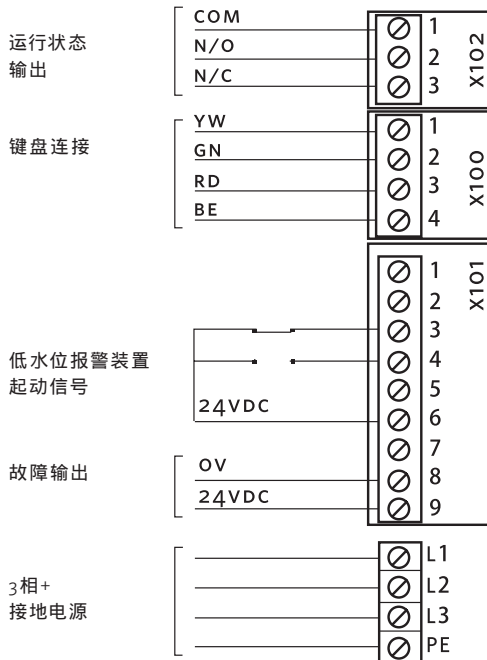 运行状态
输出
COM
N/O
N/C
1
2
3
X102
键盘连接
YW
GN
RD
BE
1
2
3
4
X100
低水位报警装置
起动信号
24VDC
故障输出
0V
24VDC
1
2
3
4
5
6
7
8
9
X101
3相+
接地电源
L1
L2
L3
PE